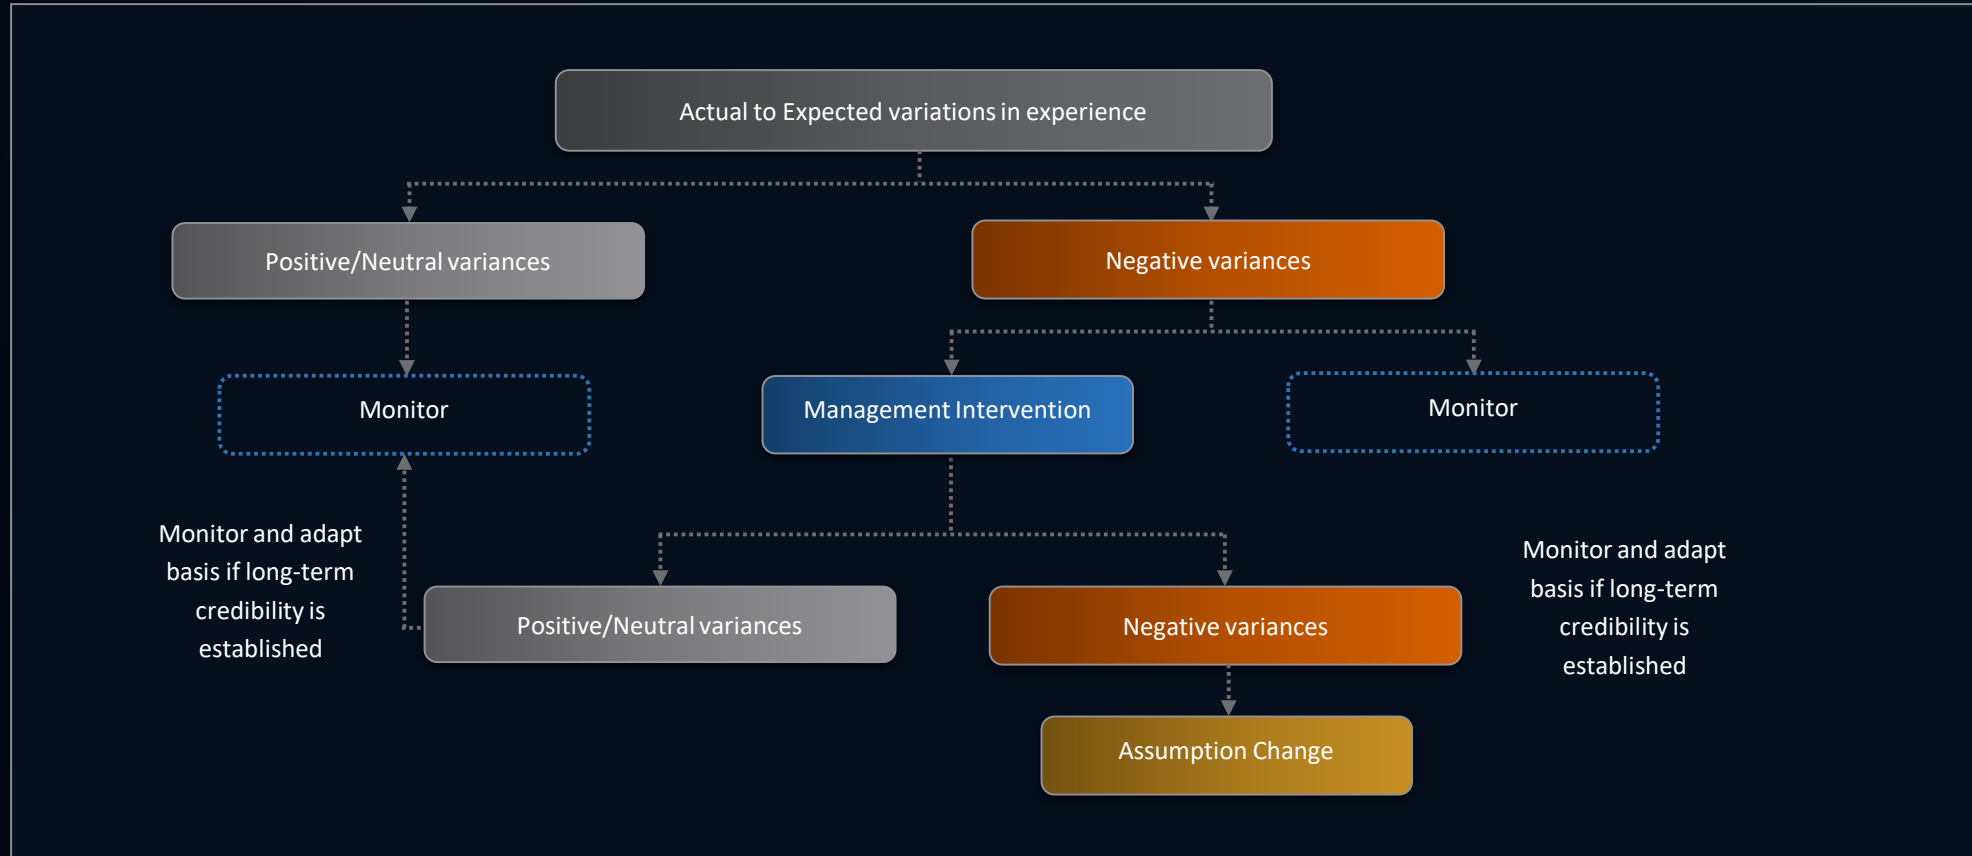 Actual to Expected variations in experience
Positive/Neutral variances
Negative variances
Monitor
Management Intervention
Monitor
Monitor and adapt
basis if long-term
credibility is
established
Positive/Neutral variances
Negative variances
Monitor and adapt
basis if long-term
credibility is
established
Assumption Change